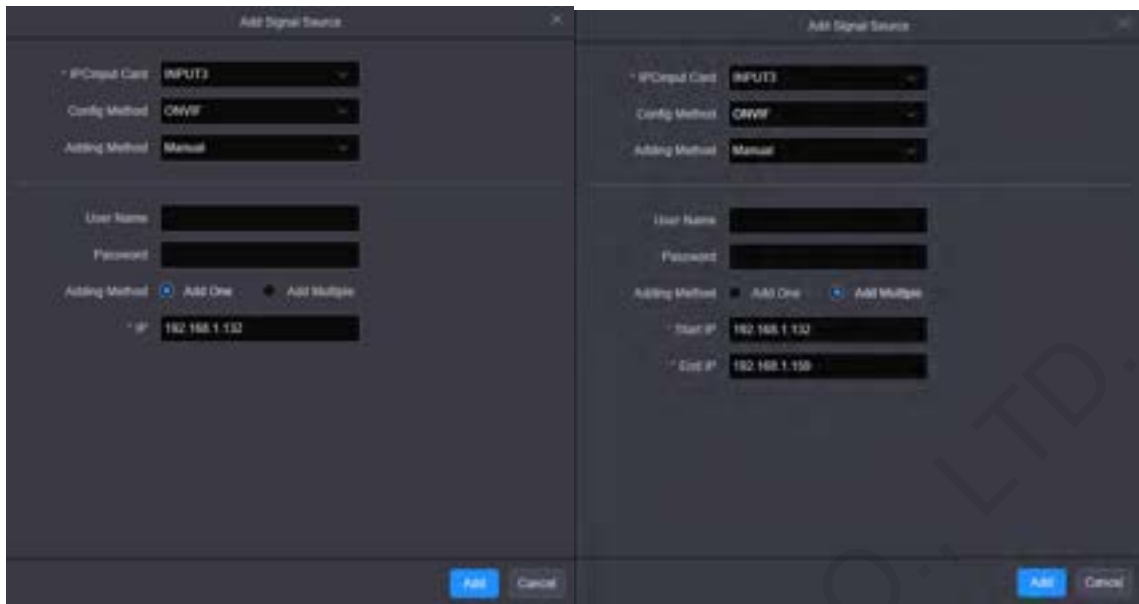 Add Signal Source
* IPCinput Card INPUT3
Config Method ONVIF
Adding Method Manual
User Name
Password
Adding Method Add One Add Multiple
* IP 192.168.1.132
Add Cancel
Add Signal Source
* IPCinput Card INPUT3
Config Method ONVIF
Adding Method Manual
User Name
Password
Adding Method Add One Add Multiple
* Start IP 192.168.1.132
* End IP 192.168.1.159
Add Cancel
O., LTD.